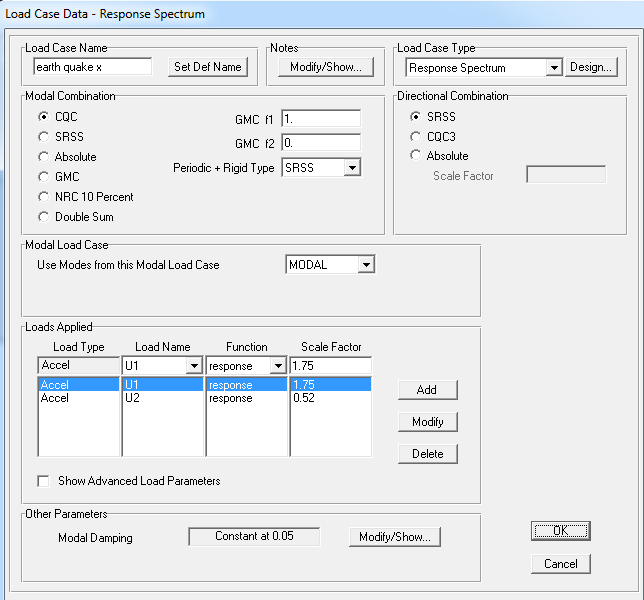 Load Case Data - Response Spectrum
Load Case Name
earth quake x
Set Def Name
Notes
Modify/Show...
Load Case Type
Response Spectrum
Design...
Modal Combination
CQC
SRSS
Absolute
GMC
NRC 10 Percent
Double Sum
GMC f1
1.
GMC f2
0.
Periodic + Rigid Type
SRSS
Directional Combination
SRSS
CQC3
Absolute
Scale Factor
Modal Load Case
Use Modes from this Modal Load Case
MODAL
Loads Applied
Load Type Load Name Function Scale Factor
Accel U1 response 1.75
Accel U1 response 1.75
Accel U2 response 0.52
Add
Modify
Delete
Show Advanced Load Parameters
Other Parameters
Modal Damping
Constant at 0.05
Modify/Show...
OK
Cancel